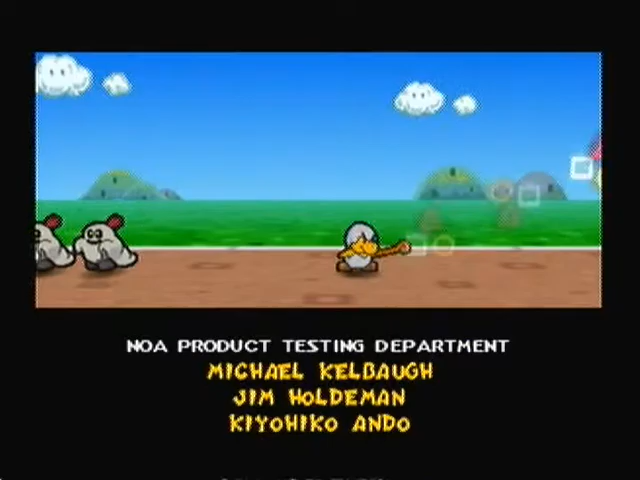 NOA PRODUCT TESTING DEPARTMENT
MICHAEL KELBAUGH
JIM HOLDEMAN
KIYOHIKO ANDO